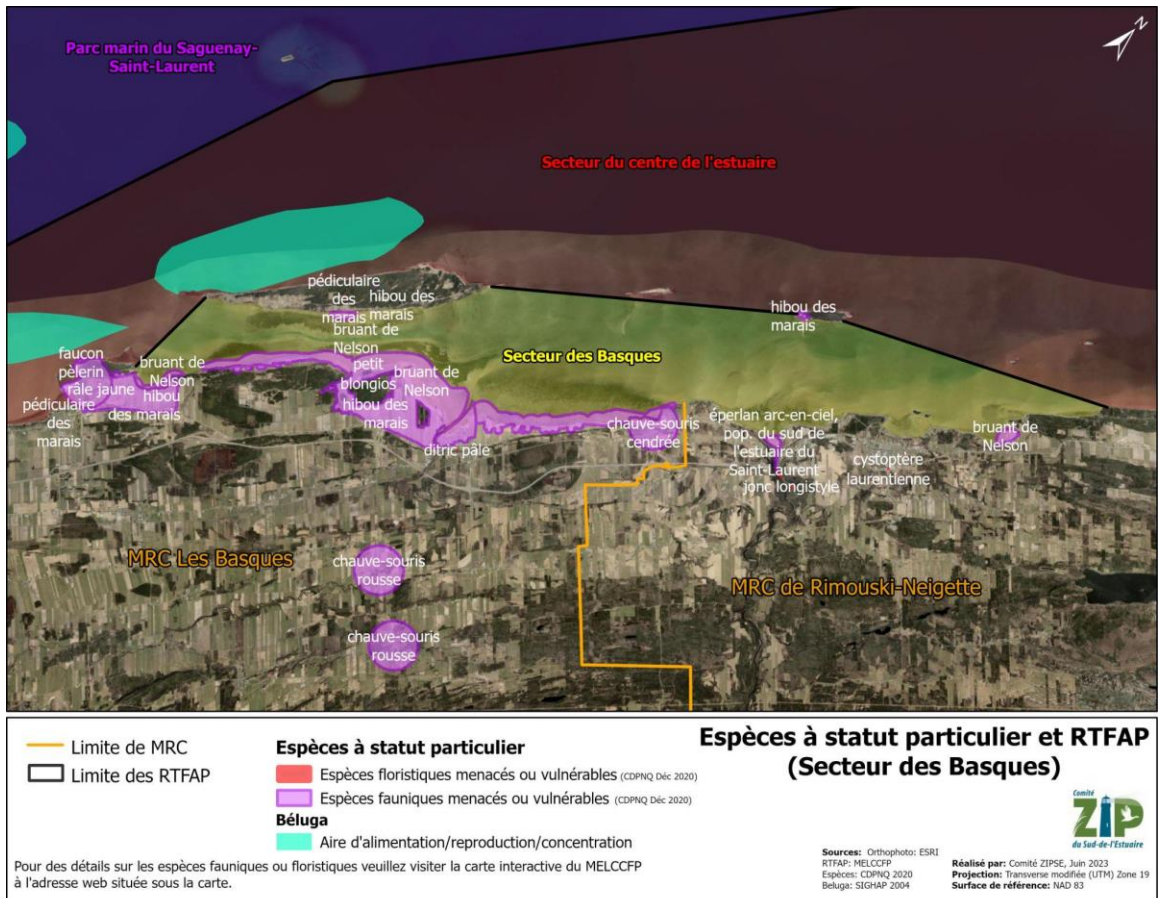 N
Parc marin du Saguenay-
Saint-Laurent
Secteur du centre de l'estuaire
pédiculaire
des
marais
hibou des
marais
hibou des
marais
bruant de
Nelson
Secteur des Basques
faucon
pèlerin
râle jaune
bruant de
Nelson
hibou
des marais
pédiculaire
des
marais
petit
blongios
bruant de
Nelson
hibou des
marais
ditric pâle
chauve-souris
cendrée
éperlan arc-en-ciel,
pop. du sud de
l'estuaire du
Saint-Laurent
jonc longistyle
cystoptère
laurentienne
bruant de
Nelson
MRC Les Basques
chauve-souris
rousse
MRC de Rimouski-Neigette
chauve-souris
rousse
Limite de MRC
Limite des RTFAP
Espèces à statut particulier
Espèces floristiques menacés ou vulnérables (CDPNQ Déc 2020)
Espèces fauniques menacés ou vulnérables (CDPNQ Déc 2020)
Béluga
Aire d'alimentation/reproduction/concentration
Pour des détails sur les espèces fauniques ou floristiques veuillez visiter la carte interactive du MELCCFP
à l'adresse web située sous la carte.
Espèces à statut particulier et RTFAP
(Secteur des Basques)
Comité
ZIP
du Sud-de-l'Estuaire
Sources: Orthophoto: ESRI
RTFAP: MELCCFP
Espèces: CDPNQ 2020
Beluga: SIGHAP 2004
Réalisé par: Comité ZIPSE, Juin 2023
Projection: Transverse modifiée (UTM) Zone 19
Surface de référence: NAD 83